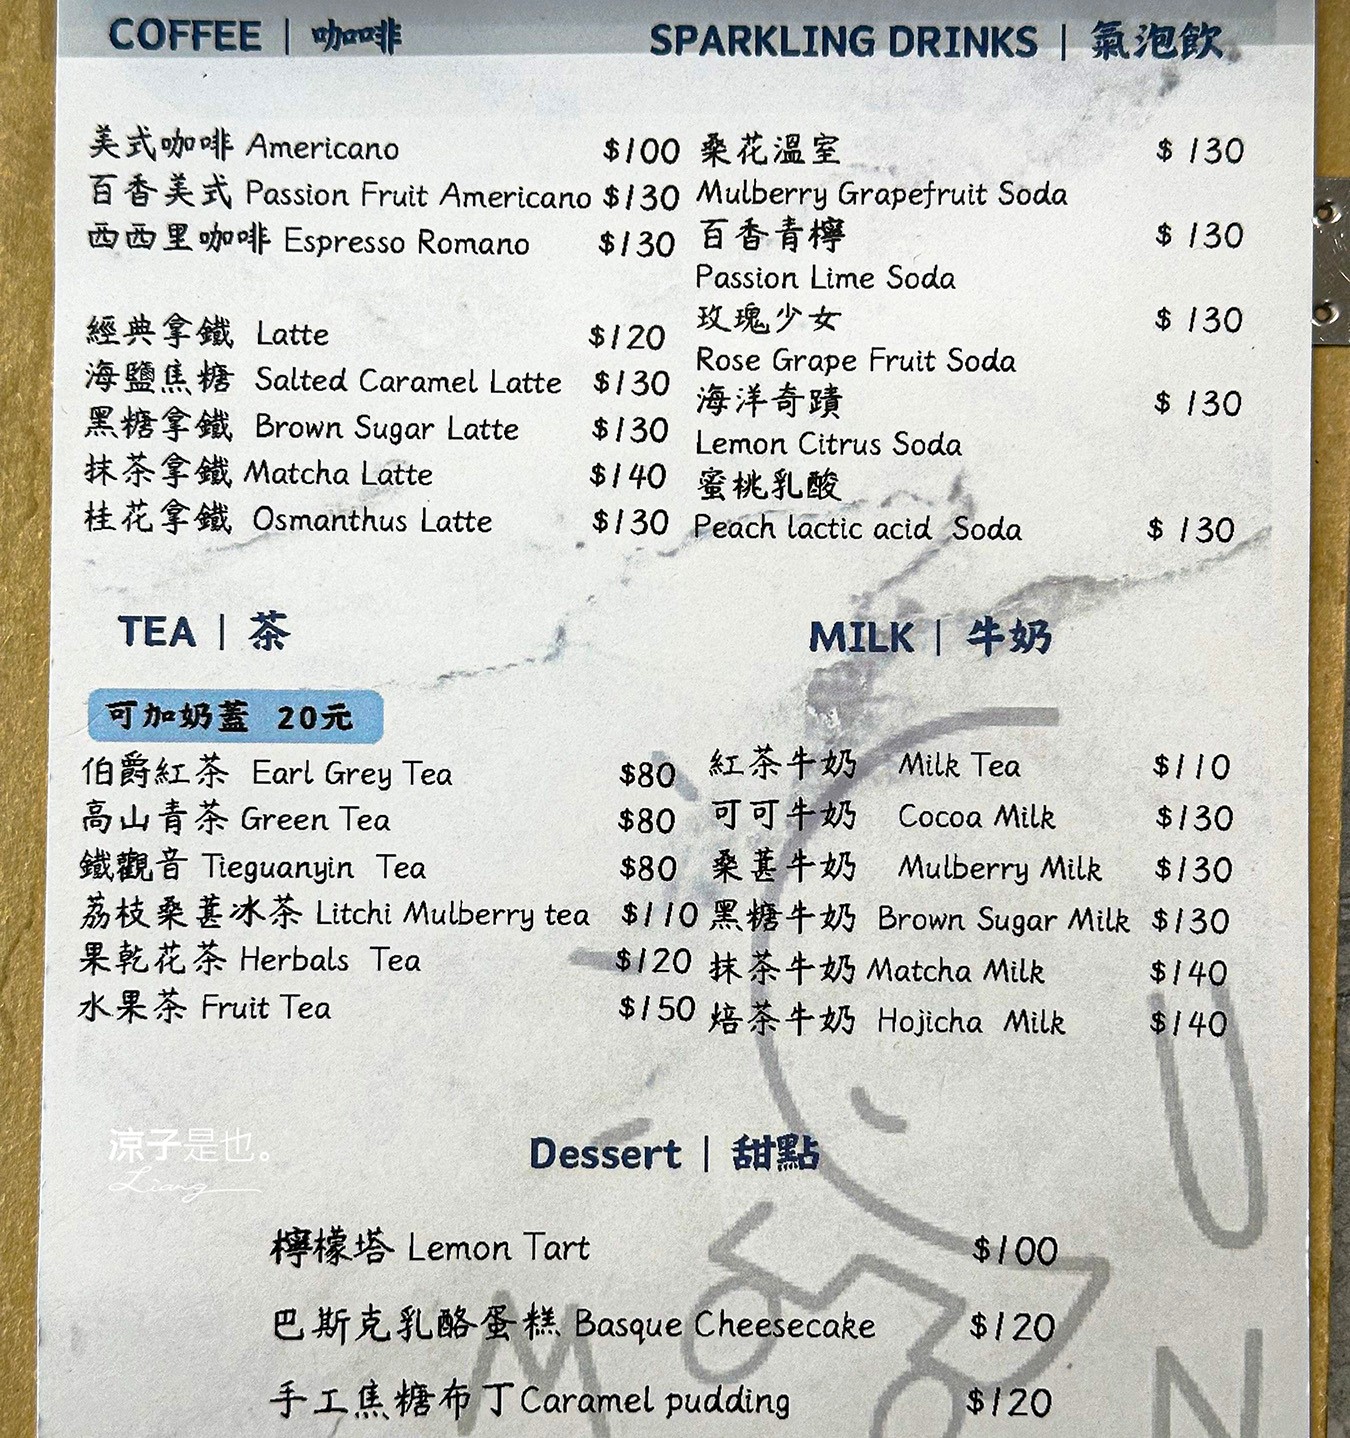 COFFEE | 咖啡
美式咖啡 Americano $100
百香美式 Passion Fruit Americano $130
西西里咖啡 Espresso Romano $130
經典拿鐵 Latte $120
海鹽焦糖 Salted Caramel Latte $130
黑糖拿鐵 Brown Sugar Latte $130
抹茶拿鐵 Matcha Latte $140
桂花拿鐵 Osmanthus Latte $130
SPARKLING DRINKS | 氣泡飲
桑花溫室 $130
Mulberry Grapefruit Soda
百香青檸 $130
Passion Lime Soda
玫瑰少女 $130
Rose Grape Fruit Soda
海洋奇蹟 $130
Lemon Citrus Soda
蜜桃乳酸
Peach lactic acid Soda $130
TEA | 茶
可加奶蓋 20元
伯爵紅茶 Earl Grey Tea $80
高山青茶 Green Tea $80
鐵觀音 Tieguanyin Tea $80
荔枝桑葚冰茶 Litchi Mulberry tea $110
果乾花茶 Herbals Tea $120
水果茶 Fruit Tea $150
MILK | 牛奶
紅茶牛奶 Milk Tea $110
可可牛奶 Cocoa Milk $130
桑葚牛奶 Mulberry Milk $130
黑糖牛奶 Brown Sugar Milk $130
抹茶牛奶 Matcha Milk $140
焙茶牛奶 Hojicha Milk $140
涼子是也。
Liang
Dessert | 甜點
檸檬塔 Lemon Tart $100
巴斯克乳酪蛋糕 Basque Cheesecake $120
手工焦糖布丁 Caramel pudding $120